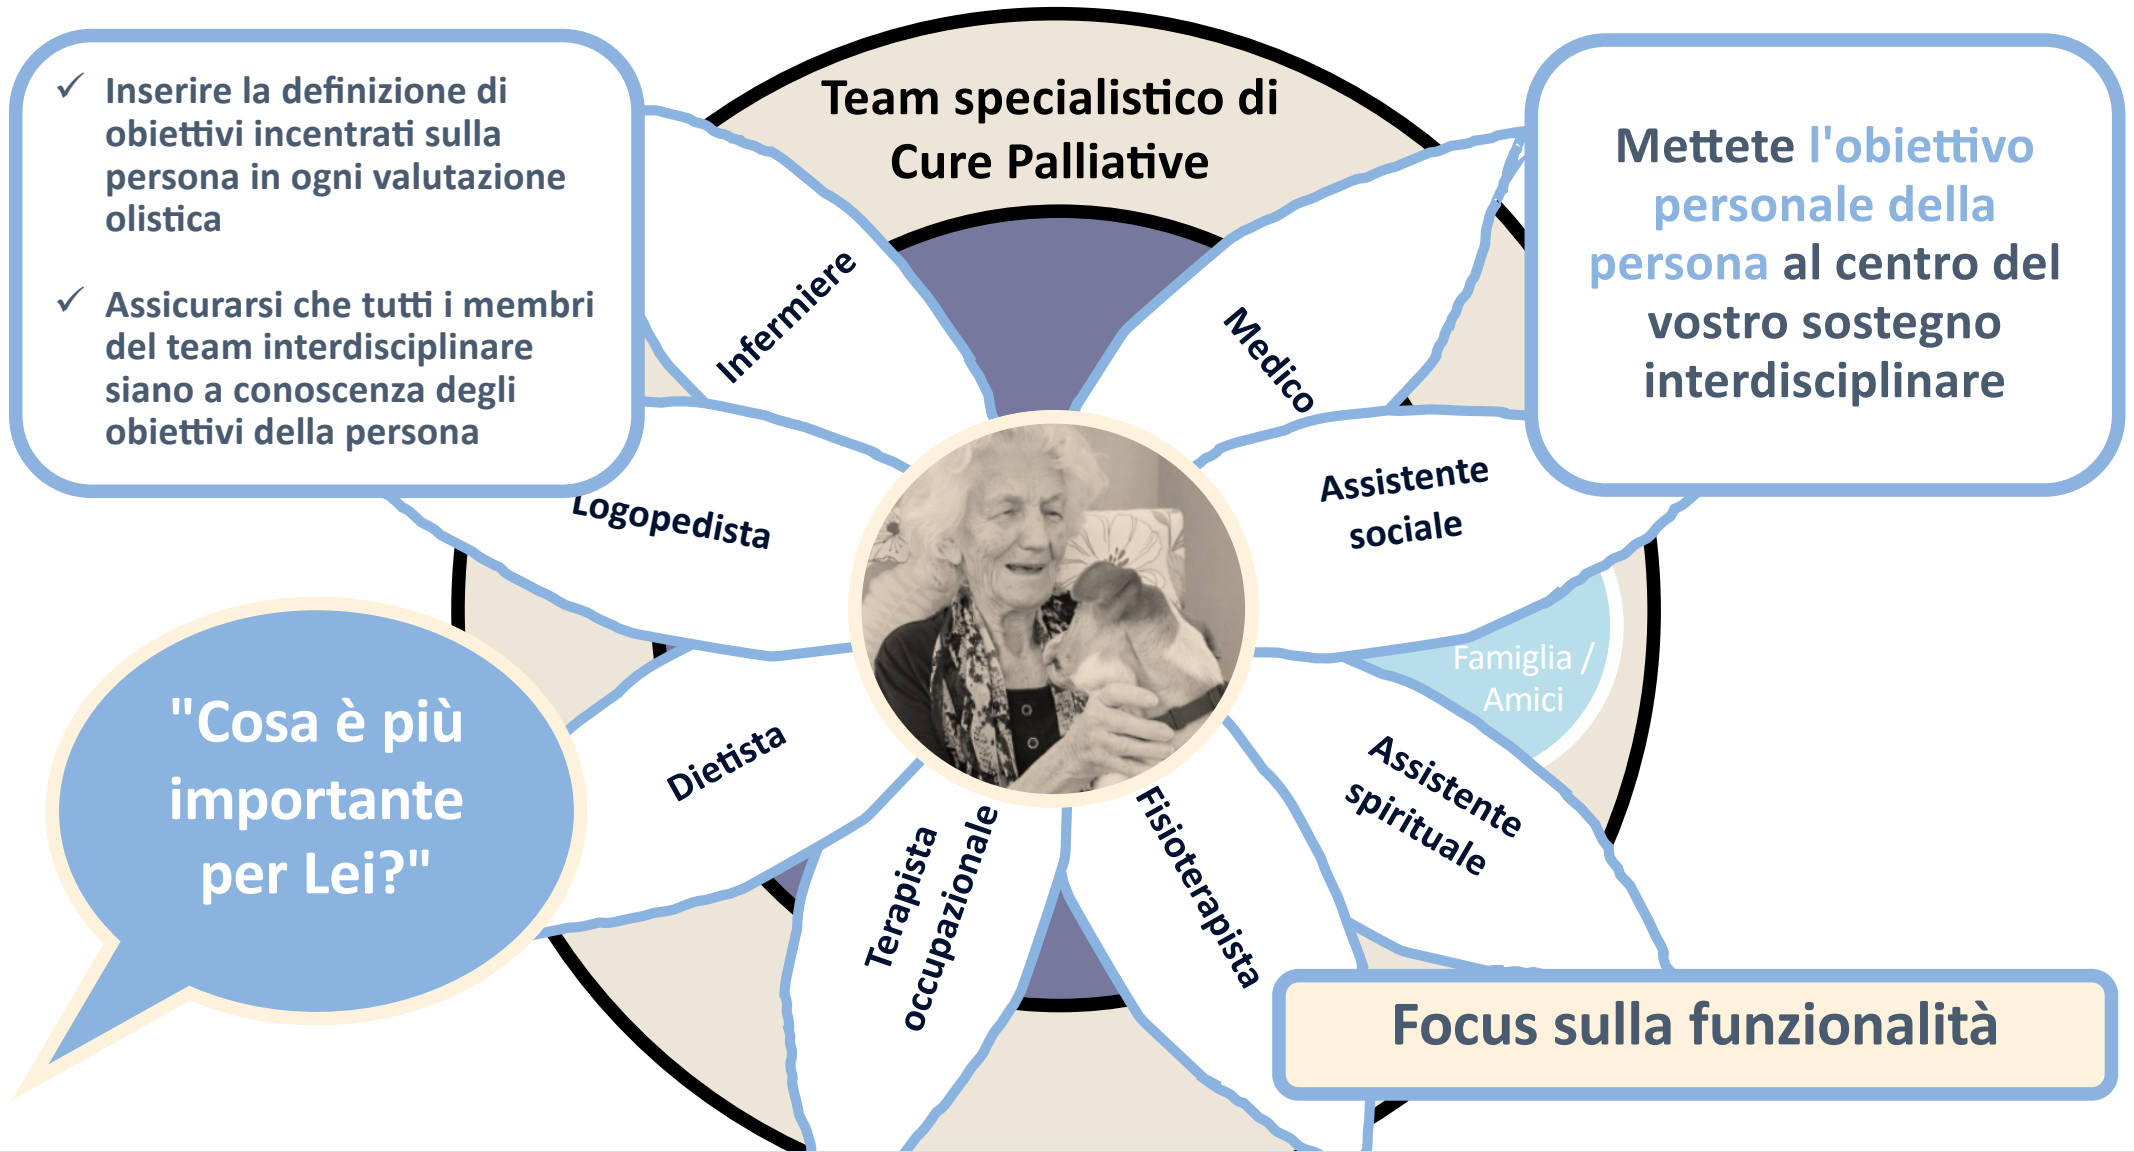 ✓ Inserire la definizione di
obiettivi incentrati sulla
persona in ogni valutazione
olistica
✓ Assicurarsi che tutti i membri
del team interdisciplinare
siano a conoscenza degli
obiettivi della persona
Team specialistico di
Cure Palliative
Mettete l'obiettivo
personale della
persona al centro del
vostro sostegno
interdisciplinare
Infermiere
Medico
Logopedista
Assistente
sociale
Famiglia /
Amici
"Cosa è più
importante
per Lei?"
Dietista
Assistente
spirituale
Terapista
occupazionale
Fisioterapista
Focus sulla funzionalità